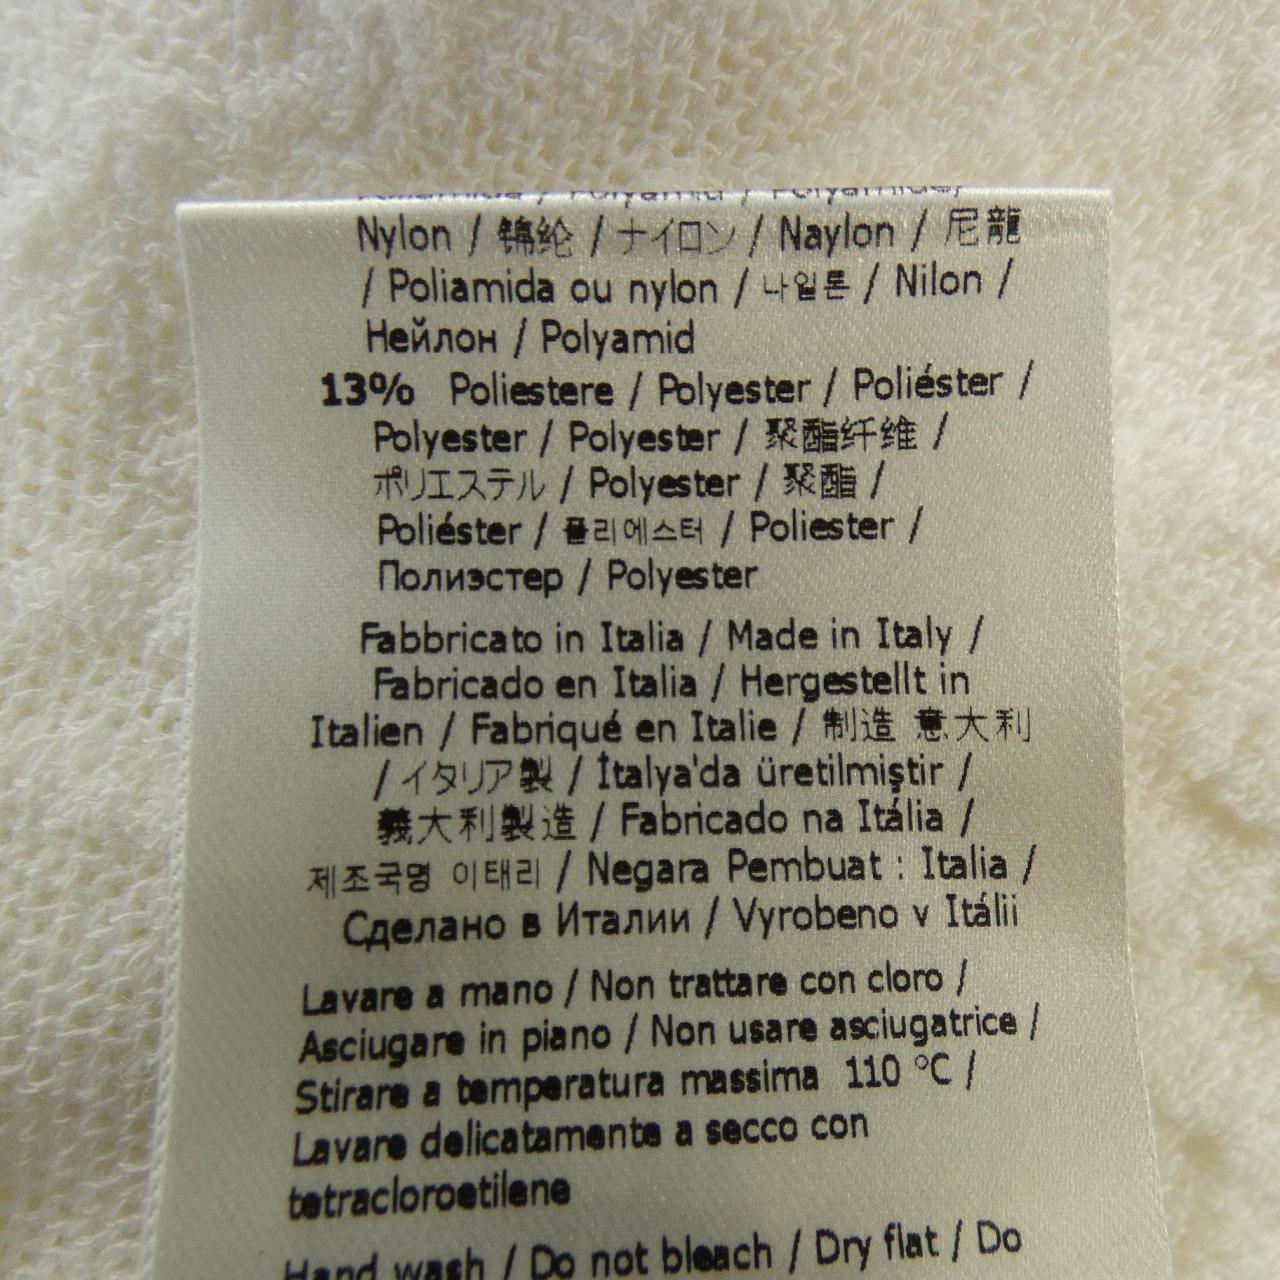 Poliamida / Polyamid / Polyamide/
Nylon / 锦纶 / ナイロン / Naylon / 尼龍
/ Poliamida ou nylon / 나일론 / Nilon /
Нейлон / Polyamid
13% Poliestere / Polyester / Poliéster /
Polyester / Polyester / 聚酯纤维 /
ポリエステル / Polyester / 聚酯 /
Poliéster / 폴리에스터 / Poliester /
Полиэстер / Polyester
Fabbricato in Italia / Made in Italy /
Fabricado en Italia / Hergestellt in
Italien / Fabriqué en Italie / 制造 意大利
/ イタリア製 / İtalya'da üretilmiştir /
義大利製造 / Fabricado na Itália /
제조국명 이태리 / Negara Pembuat : Italia /
Сделано в Италии / Vyrobeno v Itálii
Lavare a mano / Non trattare con cloro /
Asciugare in piano / Non usare asciugatrice /
Stirare a temperatura massima 110 °C /
Lavare delicatamente a secco con
tetracloroetilene
Hand wash / Do not bleach / Dry flat / Do